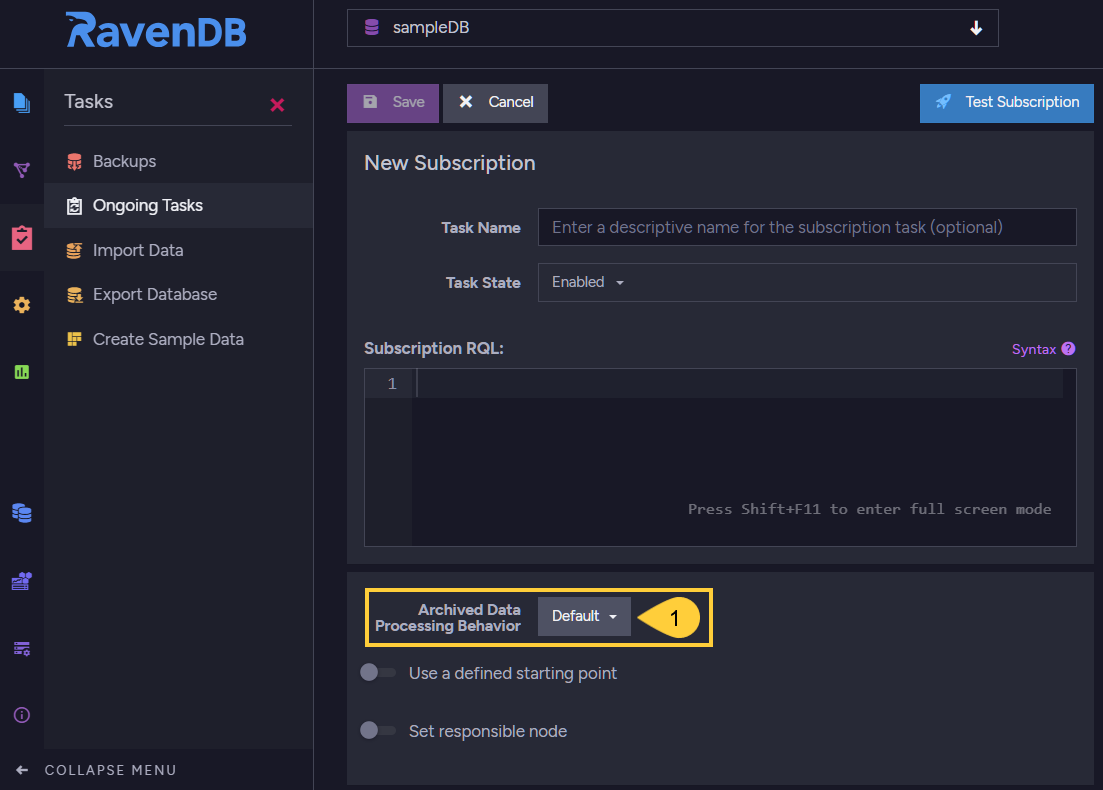 RavenDB
sampleDB
Tasks
Backups
Ongoing Tasks
Import Data
Export Database
Create Sample Data
COLLAPSE MENU
Save
Cancel
Test Subscription
New Subscription
Task Name
Enter a descriptive name for the subscription task (optional)
Task State
Enabled
Subscription RQL:
Syntax ?
1
Press Shift+F11 to enter full screen mode
Archived Data
Processing Behavior
Default
1
Use a defined starting point
Set responsible node